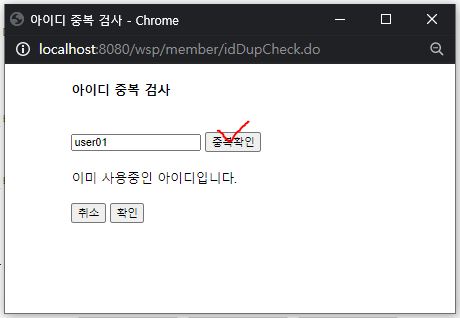 아이디 중복 검사 - Chrome
localhost:8080/wsp/member/idDupCheck.do
아이디 중복 검사
user01 중복확인
이미 사용중인 아이디입니다.
취소 확인